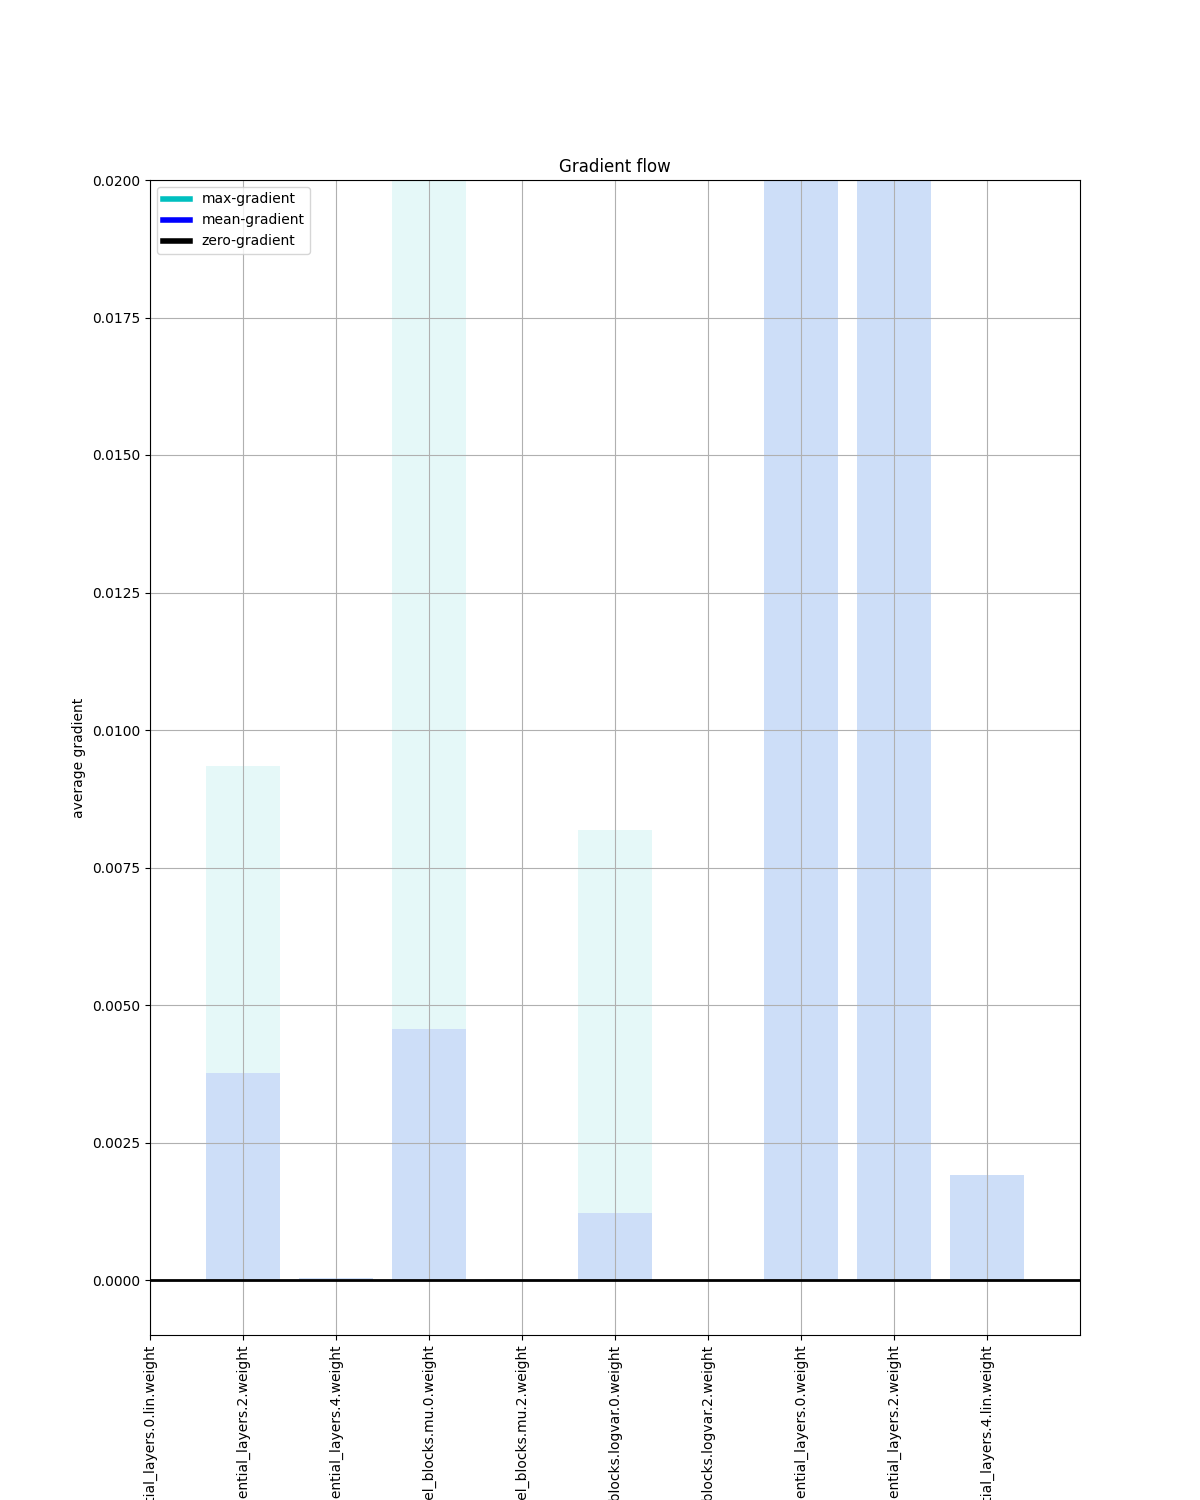 Gradient flow
max-gradient
mean-gradient
zero-gradient
0.0200
0.0175
0.0150
0.0125
0.0100
0.0075
0.0050
0.0025
0.0000
average gradient
tial_layers.0.lin.weight
ential_layers.2.weight
ential_layers.4.weight
el_blocks.mu.0.weight
el_blocks.mu.2.weight
blocks.logvar.0.weight
blocks.logvar.2.weight
ential_layers.0.weight
ential_layers.2.weight
tial_layers.4.lin.weight